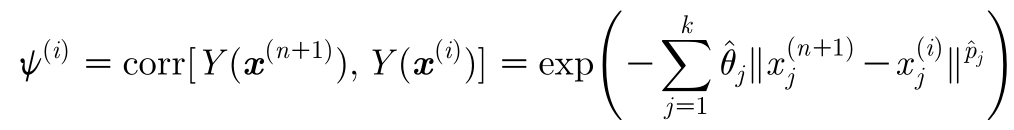 ψ^{(i)} = corr[Y(𝒙^{(n+1)}), Y(𝒙^{(i)})] = exp(−∑_{j=1}^{k} θ̂_j‖x_j^{(n+1)} − x_j^{(i)}‖^{p̂_j})